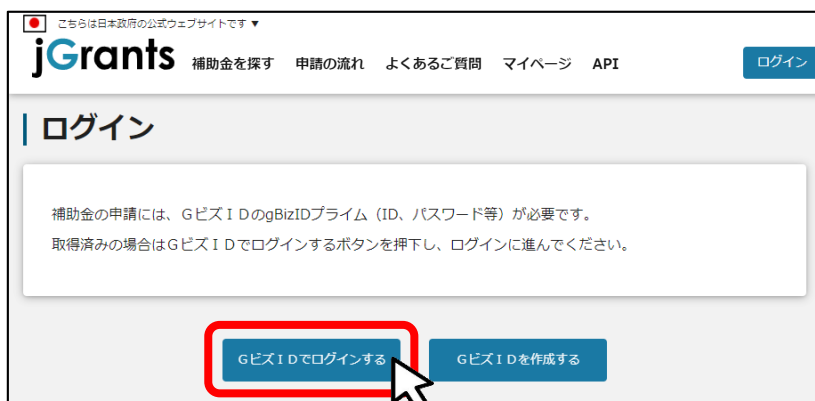 こちらは日本政府の公式ウェブサイトです ▼
jGrants 補助金を探す 申請の流れ よくあるご質問 マイページ API ログイン
ログイン
補助金の申請には、GビズIDのgBizIDプライム（ID、パスワード等）が必要です。
取得済みの場合はGビズIDでログインするボタンを押下し、ログインに進んでください。
GビズIDでログインする GビズIDを作成する